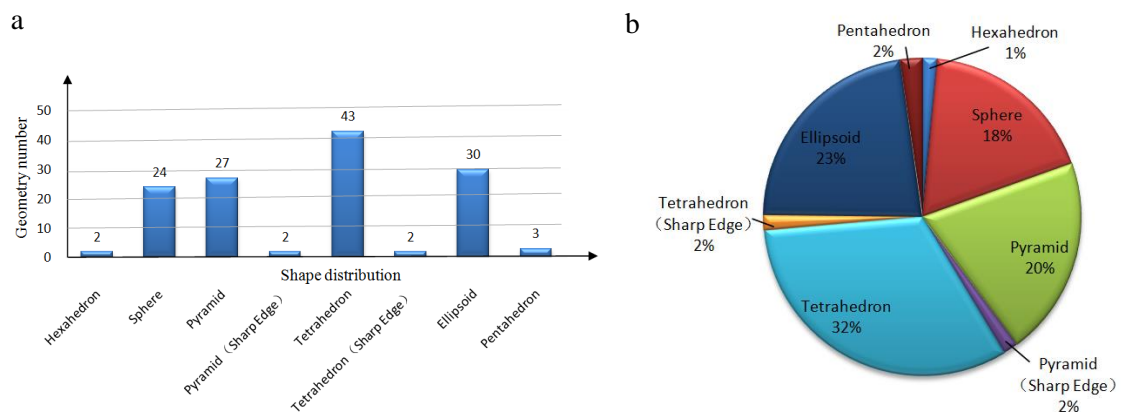 a
Geometry number
50
40
30
20
10
0
2
24
27
2
43
2
30
3
Shape distribution
Hexahedron
Sphere
Pyramid
Pyramid（Sharp Edge）
Tetrahedron
Tetrahedron（Sharp Edge）
Ellipsoid
Pentahedron
b
Pentahedron
2%
Hexahedron
1%
Sphere
18%
Pyramid
20%
Pyramid
（Sharp Edge）
2%
Tetrahedron
32%
Tetrahedron
（Sharp Edge）
2%
Ellipsoid
23%